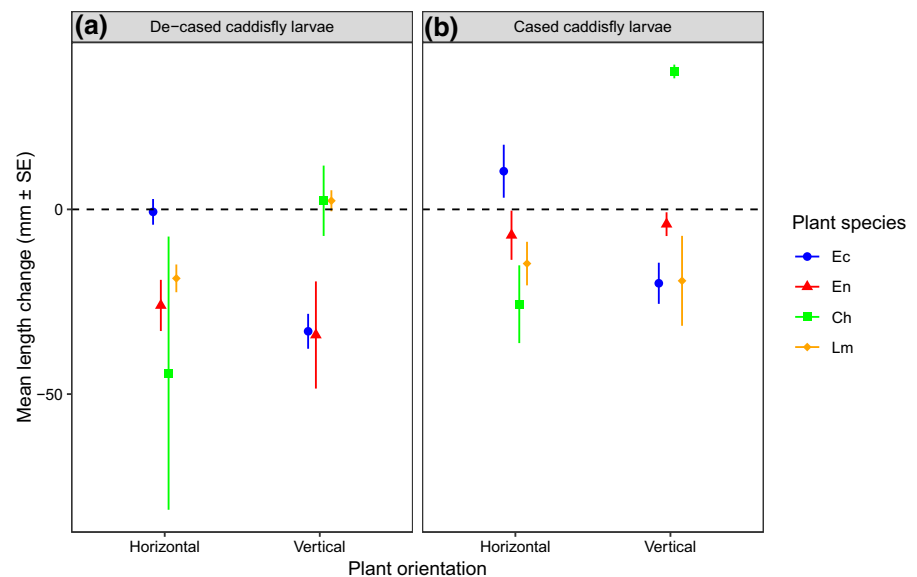 (a) De-cased caddisfly larvae
(b) Cased caddisfly larvae
Mean length change (mm ± SE)
0
−50
Horizontal
Vertical
Horizontal
Vertical
Plant orientation
Plant species
Ec
En
Ch
Lm